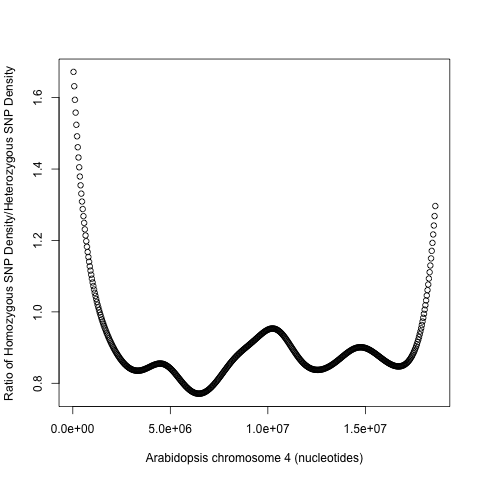 Ratio of Homozygous SNP Density/Heterozygous SNP Density
1.6
1.4
1.2
1.0
0.8
0.0e+00 5.0e+06 1.0e+07 1.5e+07
Arabidopsis chromosome 4 (nucleotides)